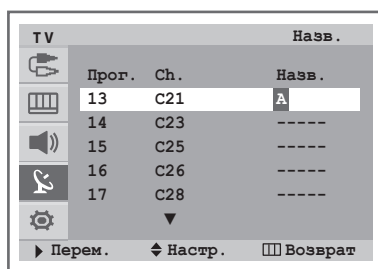 TV Назв.
Прог. Ch. Назв.
13 C21 A
14 C23 -----
15 C25 -----
16 C26 -----
17 C28 -----
▼
Перем. Настр. Возврат